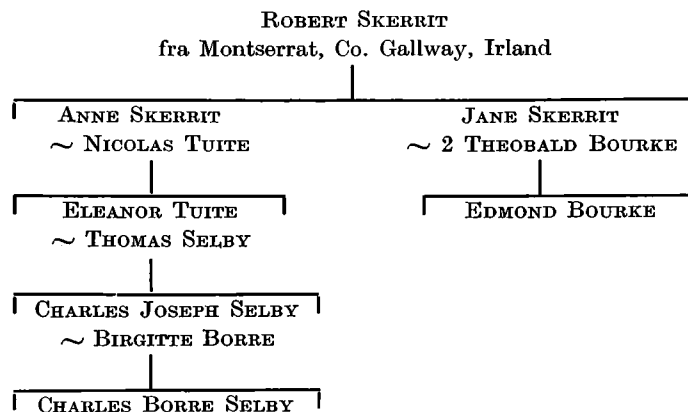 ROBERT SKERRIT
fra Montserrat, Co. Gallway, Irland
ANNE SKERRIT
~ NICOLAS TUITE
JANE SKERRIT
~ 2 THEOBALD BOURKE
ELEANOR TUITE
~ THOMAS SELBY
EDMOND BOURKE
CHARLES JOSEPH SELBY
~ BIRGITTE BORRE
CHARLES BORRE SELBY